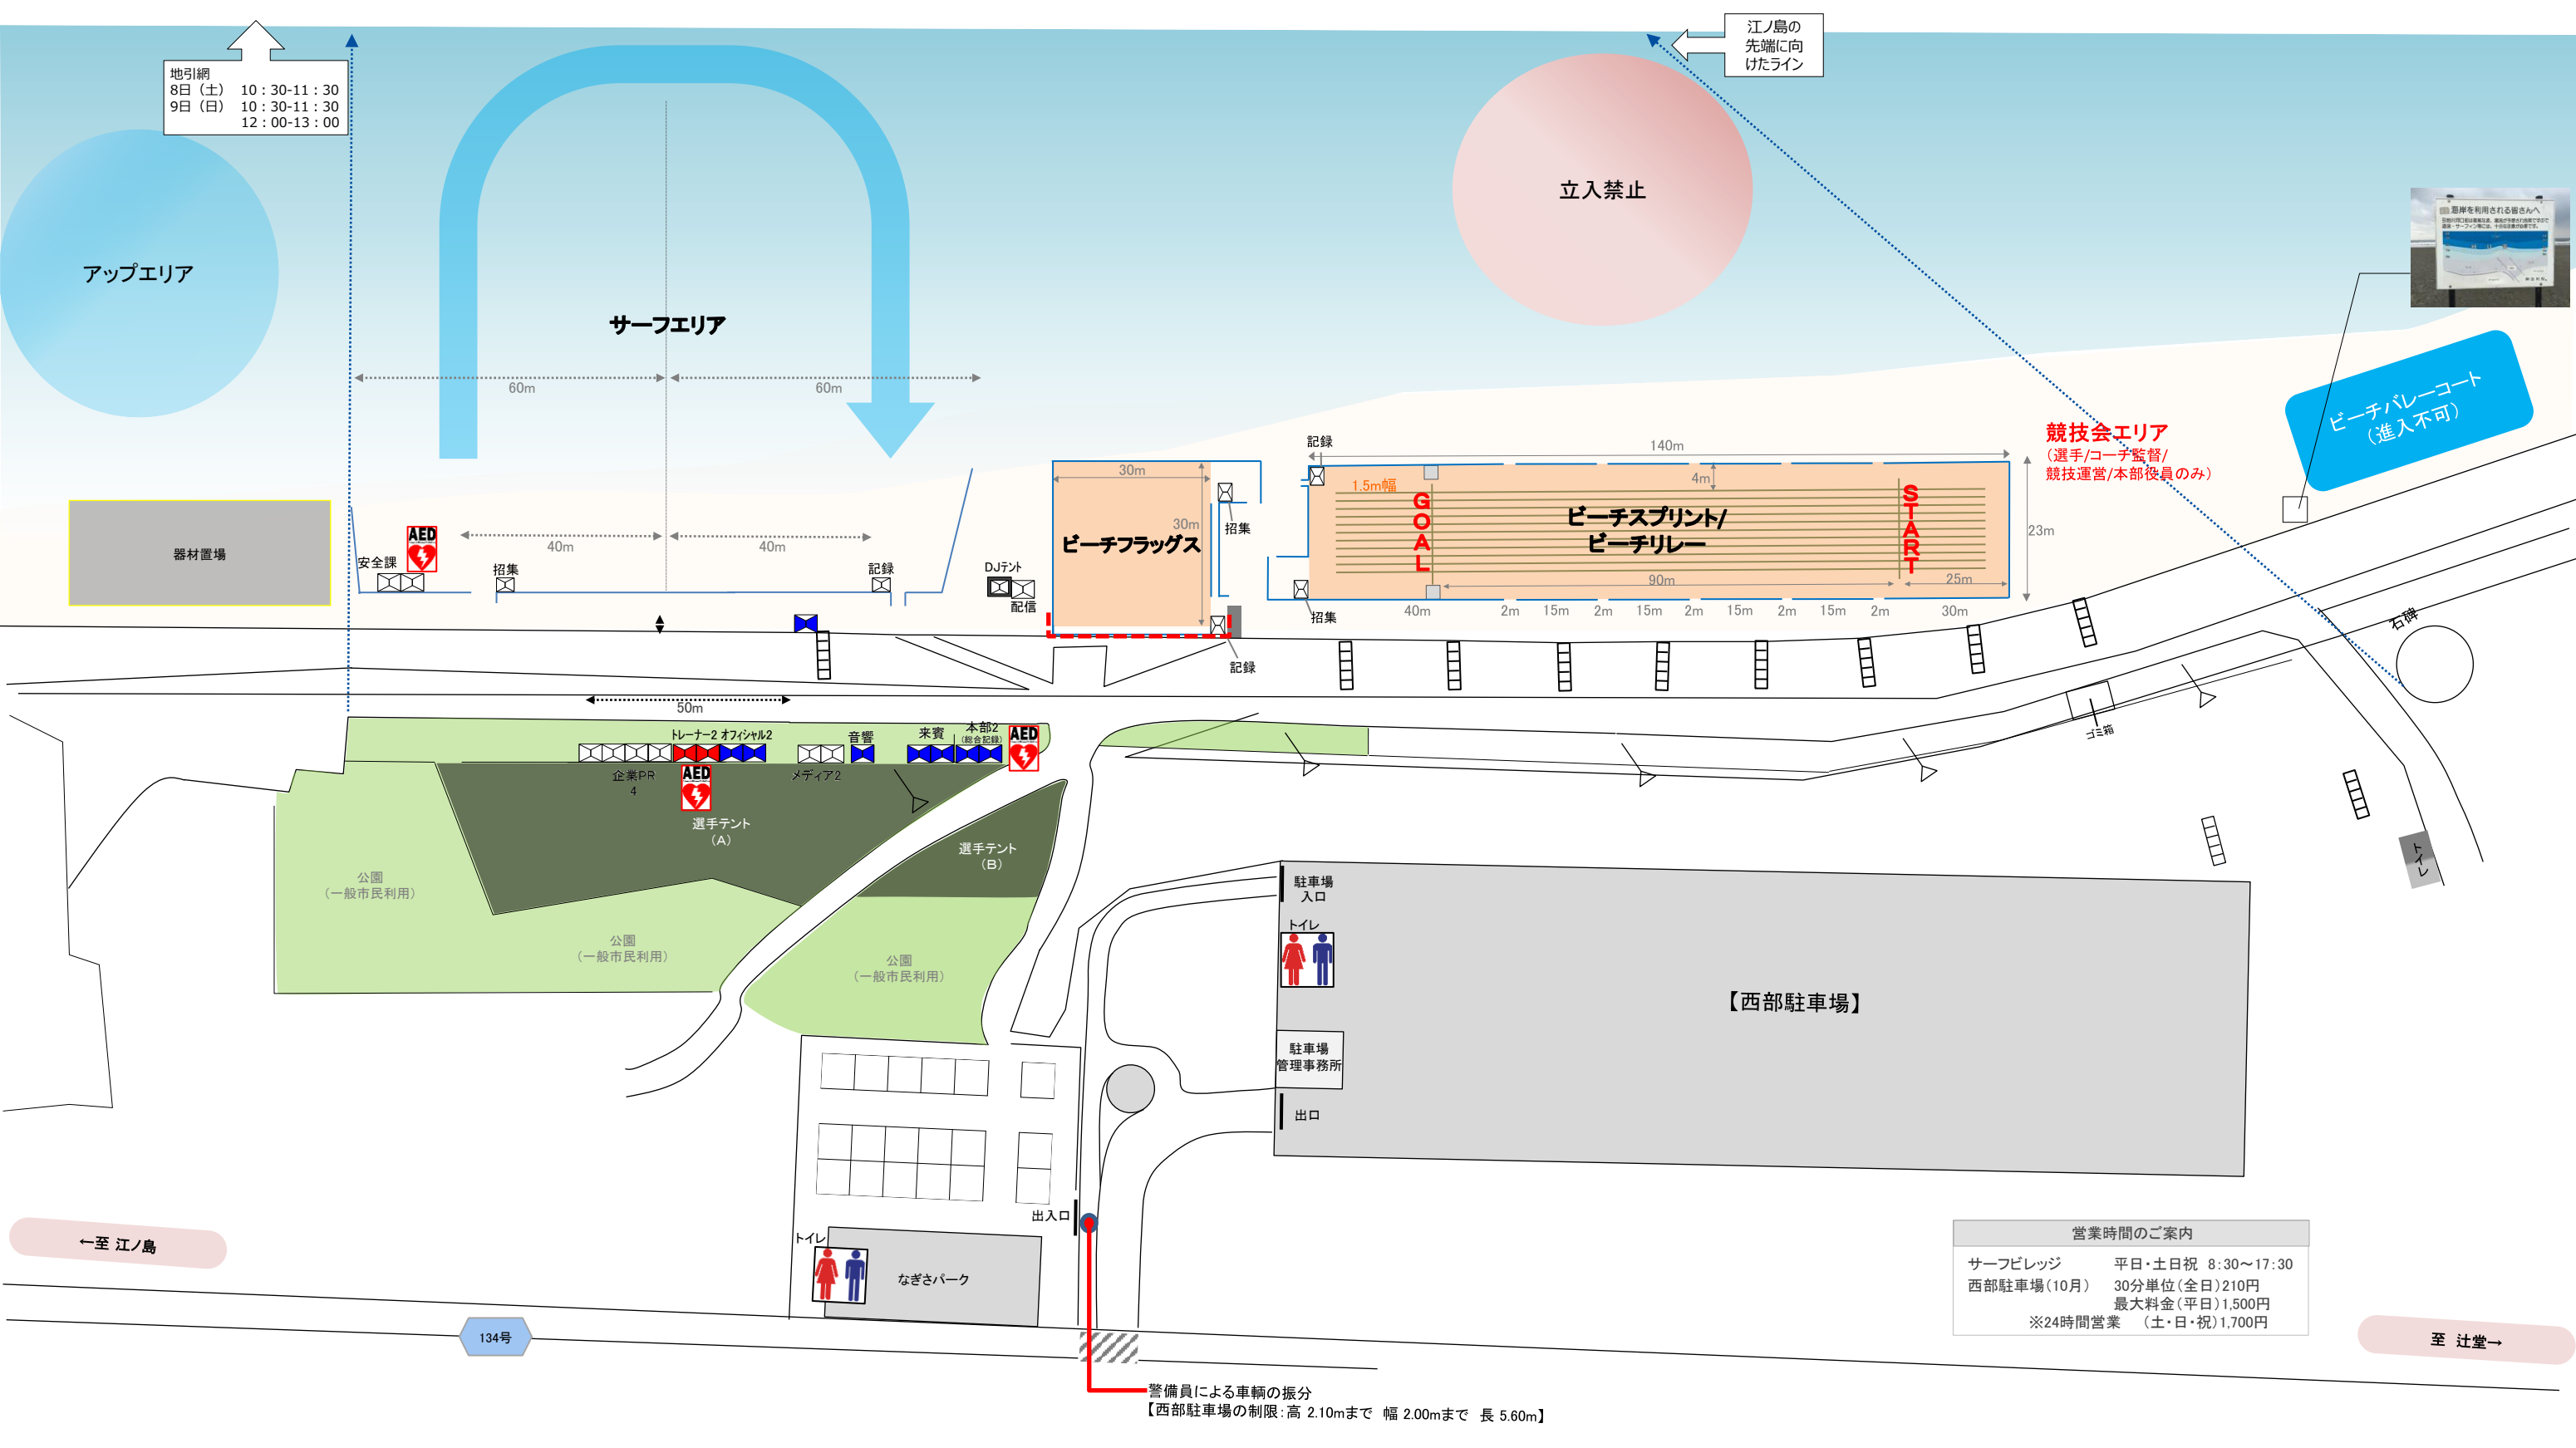 江ノ島の
先端に向
けたライン
地引網
8日（土） 10：30-11：30
9日（日） 10：30-11：30
12：00-13：00
立入禁止
アップエリア
サーフエリア
海岸を利用される皆さんへ
60m
60m
ビーチバレーコート
（進入不可）
競技会エリア
（選手/コーチ監督/
競技運営/本部役員のみ）
記録
140m
30m
4m
1.5m幅
GOAL
START
ビーチスプリント/
ビーチリレー
30m
招集
23m
ビーチフラッグス
器材置場
AED
安全課
40m
40m
招集
記録
DJテント
配信
90m
25m
招集
40m
2m
15m
2m
15m
2m
15m
2m
15m
2m
30m
石碑
記録
50m
ゴミ箱
トレーナー2 オフィシャル2
音響
来賓
本部2
（総合記録）
AED
企業PR
4
AED
メディア2
選手テント
（A）
選手テント
（B）
トイレ
公園
（一般市民利用）
公園
（一般市民利用）
公園
（一般市民利用）
駐車場
入口
トイレ
【西部駐車場】
駐車場
管理事務所
出口
出入口
トイレ
なぎさパーク
←至 江ノ島
134号
営業時間のご案内
サーフビレッジ 平日・土日祝 8:30～17:30
西部駐車場（10月） 30分単位（全日）210円
最大料金（平日）1,500円
※24時間営業 （土・日・祝）1,700円
至 辻堂→
警備員による車輌の振分
【西部駐車場の制限：高 2.10mまで 幅 2.00mまで 長 5.60m】